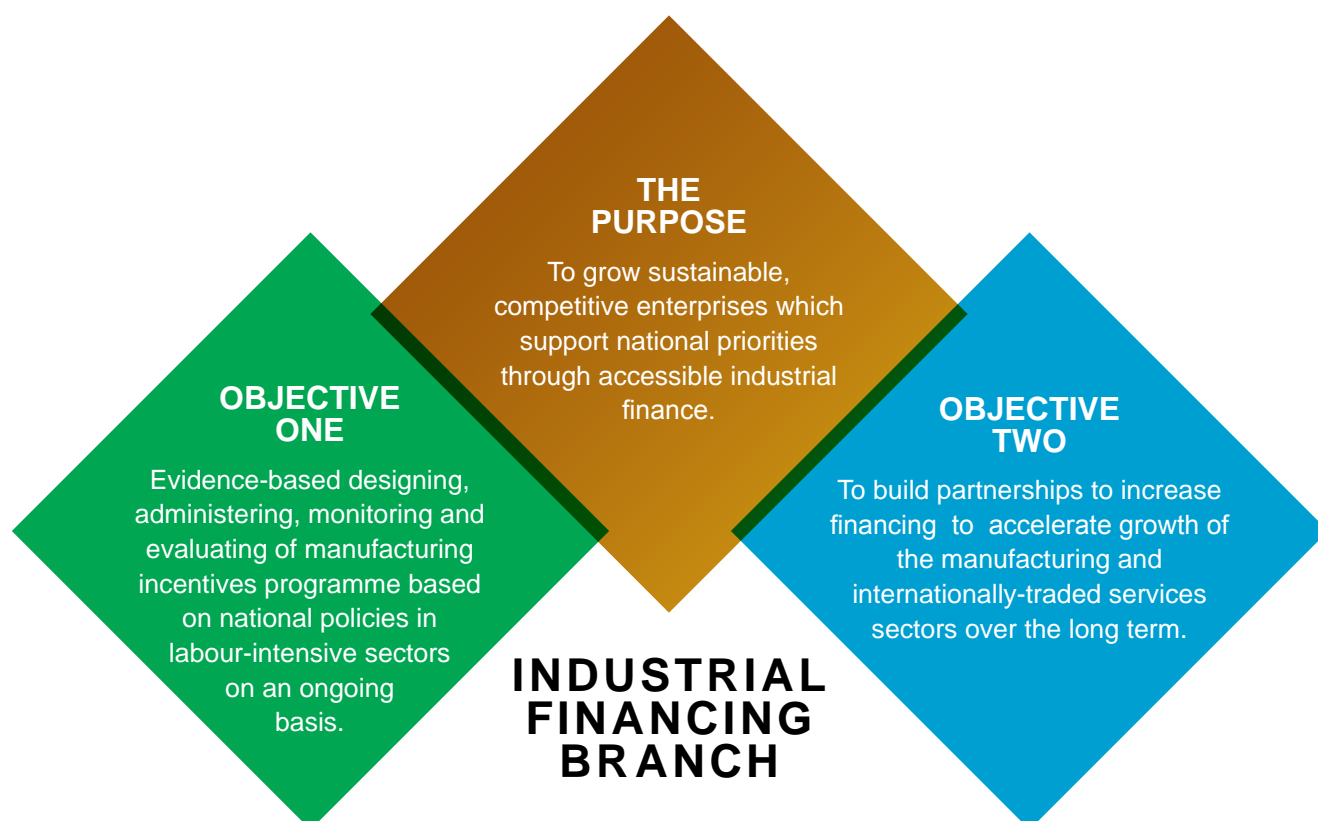 THE
PURPOSE
To grow sustainable,
competitive enterprises which
support national priorities
through accessible industrial
finance.
OBJECTIVE
ONE
Evidence-based designing,
administering, monitoring and
evaluating of manufacturing
incentives programme based
on national policies in
labour-intensive sectors
on an ongoing
basis.
OBJECTIVE
TWO
To build partnerships to increase
financing to accelerate growth of
the manufacturing and
internationally-traded services
sectors over the long term.
INDUSTRIAL
FINANCING
BRANCH